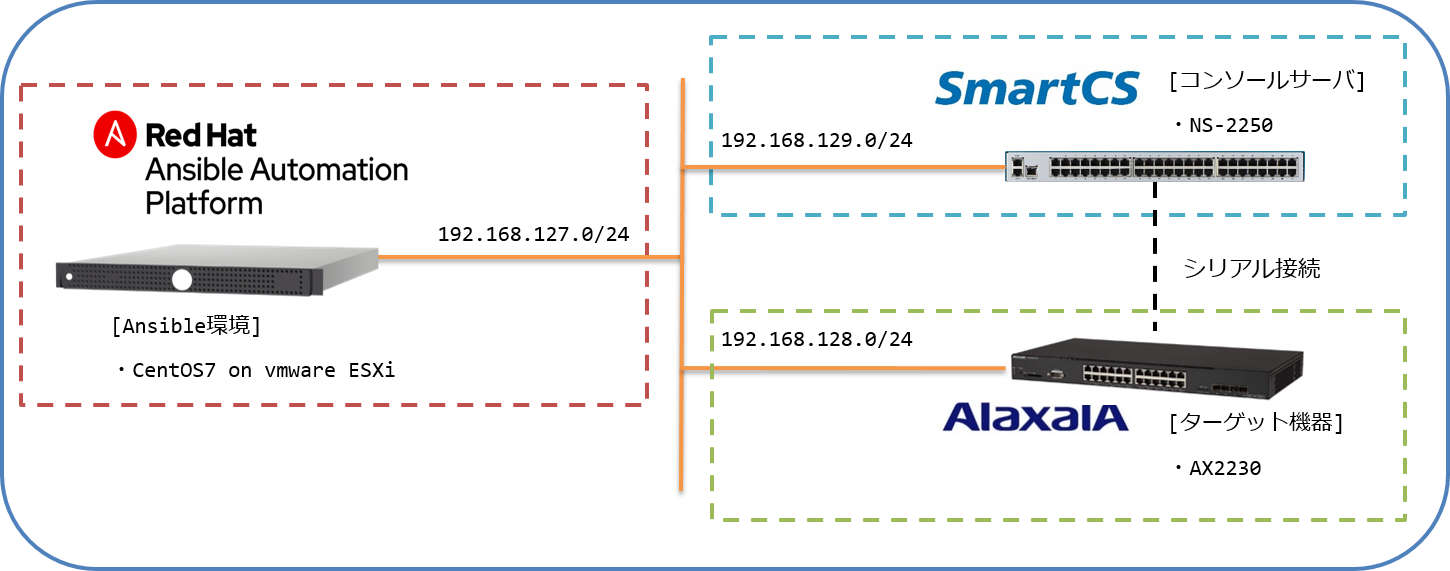 Red Hat
Ansible Automation
Platform
192.168.127.0/24
[Ansible環境]
・CentOS7 on vmware ESXi
SmartCS
[コンソールサーバ]
・NS-2250
192.168.129.0/24
シリアル接続
192.168.128.0/24
AlaxalA
[ターゲット機器]
・AX2230